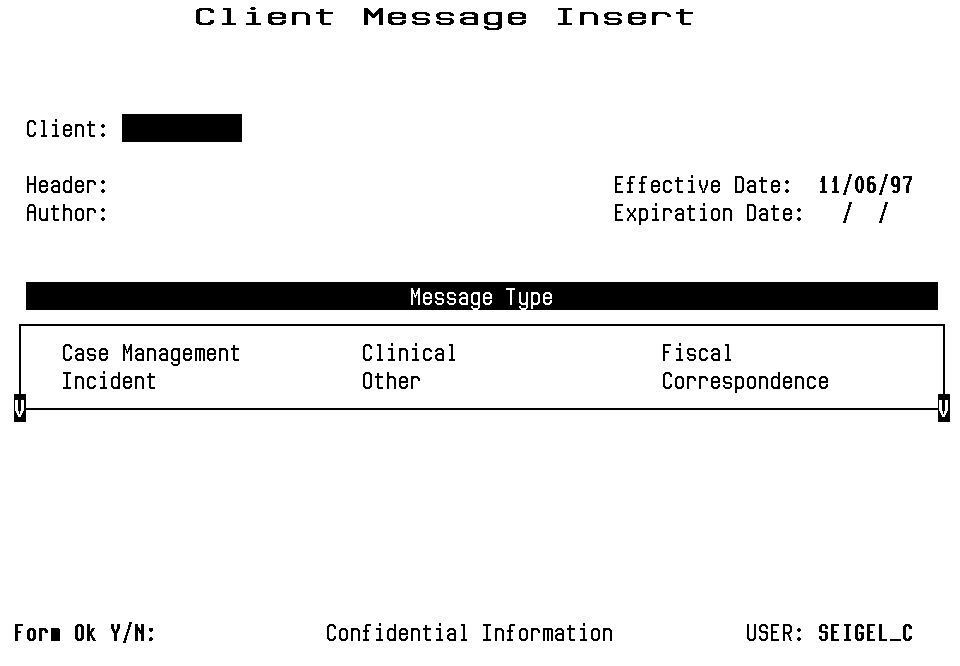 Client Message Insert
Client:
Header: Effective Date: 11/06/97
Author: Expiration Date: / /
Message Type
Case Management Clinical Fiscal
Incident Other Correspondence
V V
Form Ok Y/N: Confidential Information USER: SEIGEL_C